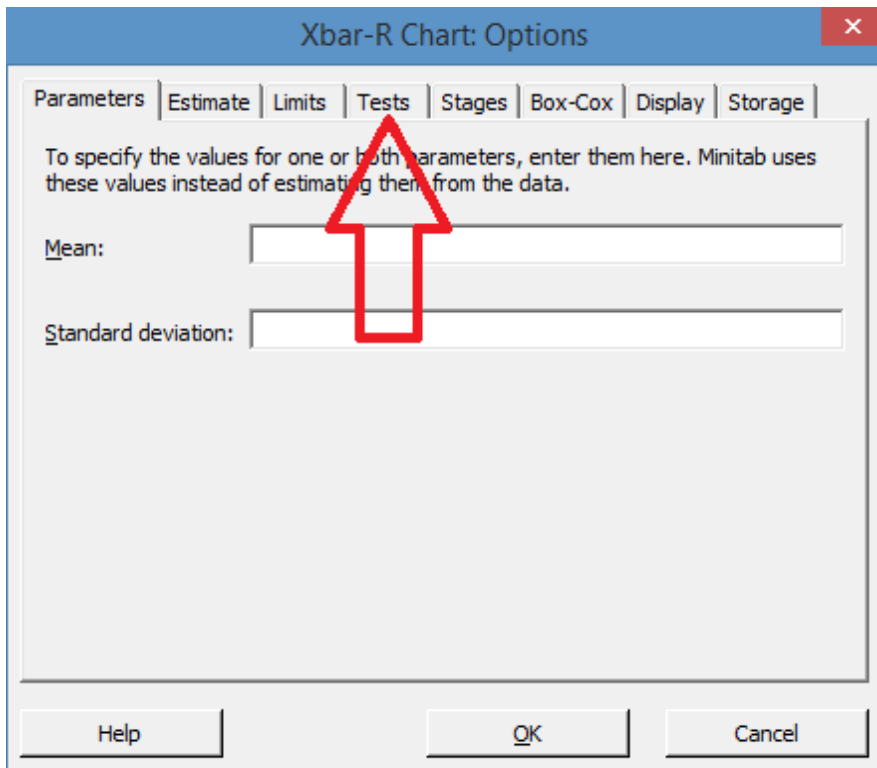 Xbar-R Chart: Options
Parameters Estimate Limits Tests Stages Box-Cox Display Storage
To specify the values for one or both parameters, enter them here. Minitab uses
these values instead of estimating them from the data.
Mean:
Standard deviation:
Help OK Cancel